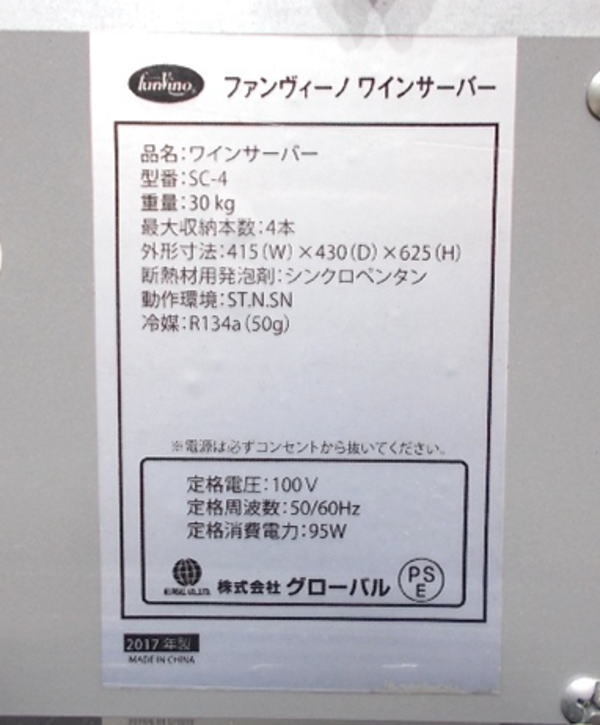 funVino
ファンヴィーノ ワインサーバー
品名:ワインサーバー
型番:SC-4
重量:30 kg
最大収納本数:4本
外形寸法:415(W)×430(D)×625(H)
断熱材用発泡剤:シンクロペンタン
動作環境:ST.N.SN
冷媒:R134a(50g)
※電源は必ずコンセントから抜いてください。
定格電圧:100V
定格周波数:50/60Hz
定格消費電力:95W
株式会社 グローバル PS E
2017年製
MADE IN CHINA